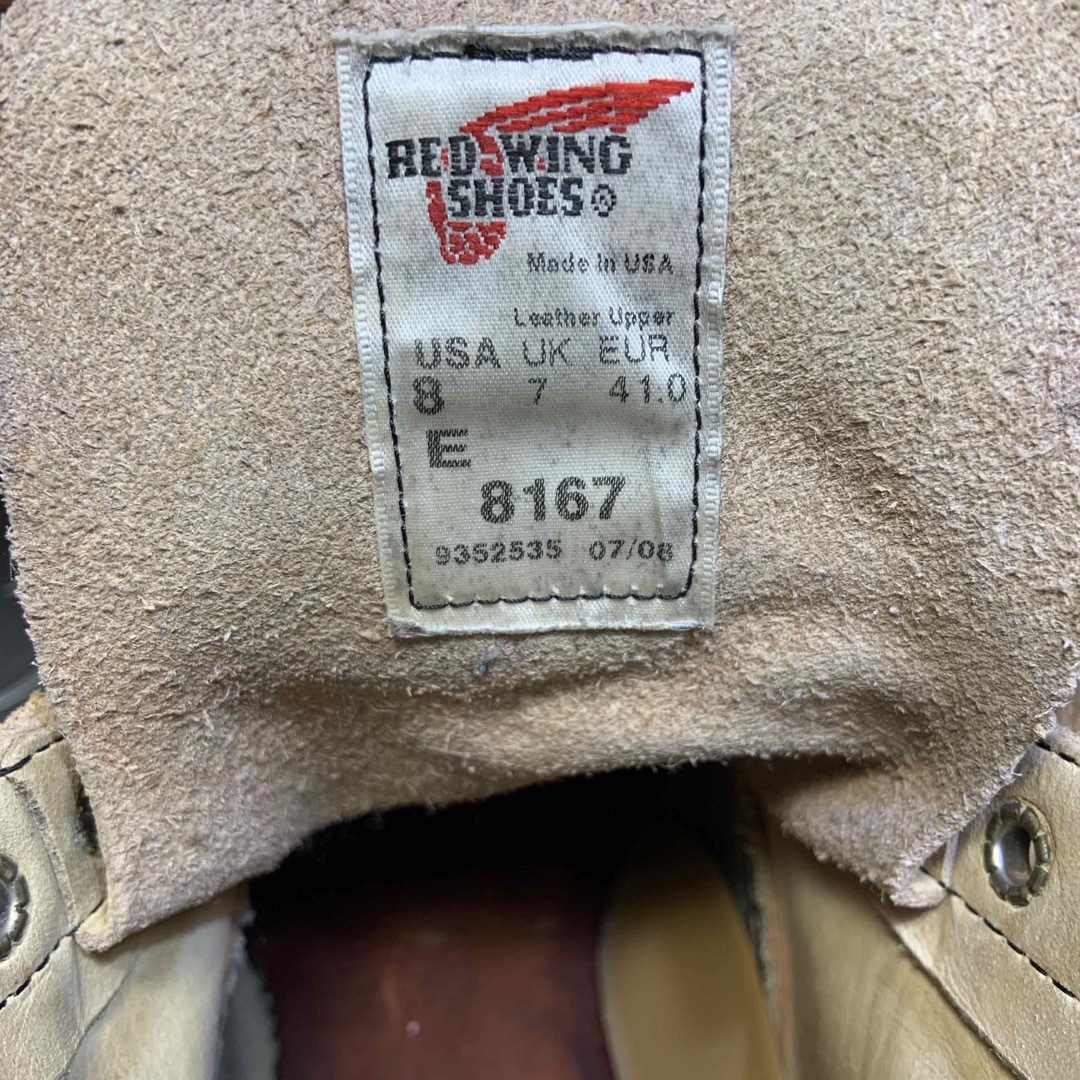 RED WING
SHOES®
Made in USA
Leather Upper
USA UK EUR
8 7 41.0
E
8167
9352535 07/08